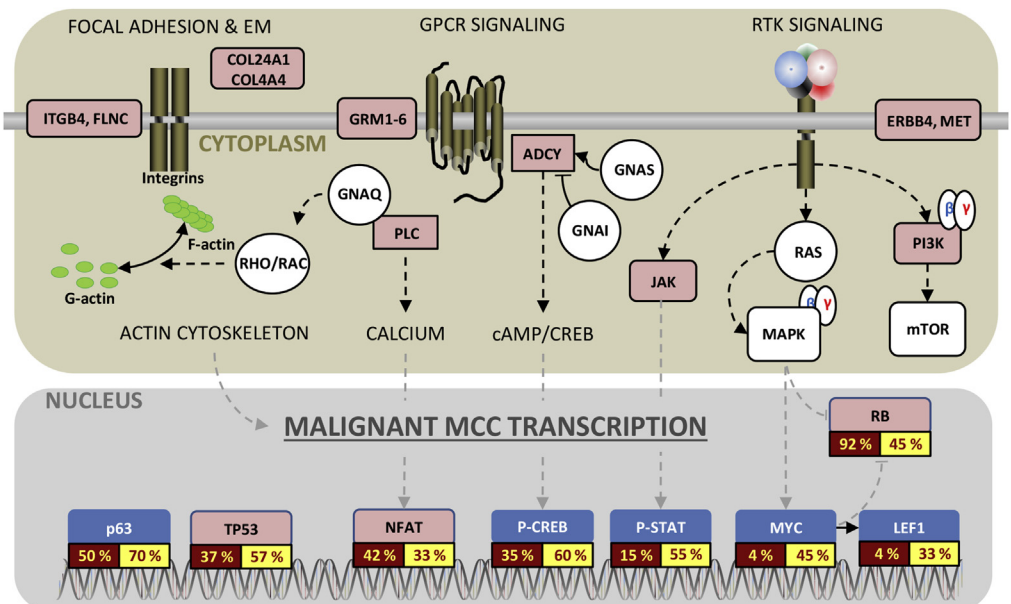 FOCAL ADHESION & EM
GPCR SIGNALING
RTK SIGNALING
COL24A1
COL4A4
ITGB4, FLNC
GRM1-6
ERBB4, MET
CYTOPLASM
ADCY
GNAS
Integrins
GNAQ
GNAI
β γ
PLC
F-actin
RHO/RAC
RAS
PI3K
G-actin
JAK
β γ
MAPK
mTOR
ACTIN CYTOSKELETON
CALCIUM
cAMP/CREB
NUCLEUS
MALIGNANT MCC TRANSCRIPTION
RB
92 % 45 %
p63
TP53
NFAT
P-CREB
P-STAT
MYC
LEF1
50 % 70 %
37 % 57 %
42 % 33 %
35 % 60 %
15 % 55 %
4 % 45 %
4 % 33 %